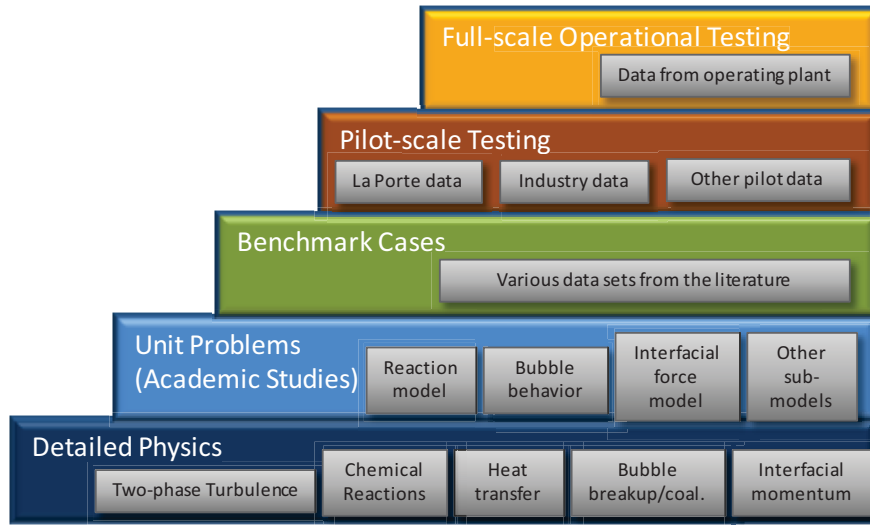 Full-scale Operational Testing
Data from operating plant
Pilot-scale Testing
La Porte data
Industry data
Other pilot data
Benchmark Cases
Various data sets from the literature
Unit Problems
(Academic Studies)
Reaction
model
Bubble
behavior
Interfacial
force
model
Other
sub-
models
Detailed Physics
Two-phase Turbulence
Chemical
Reactions
Heat
transfer
Bubble
breakup/coal.
Interfacial
momentum